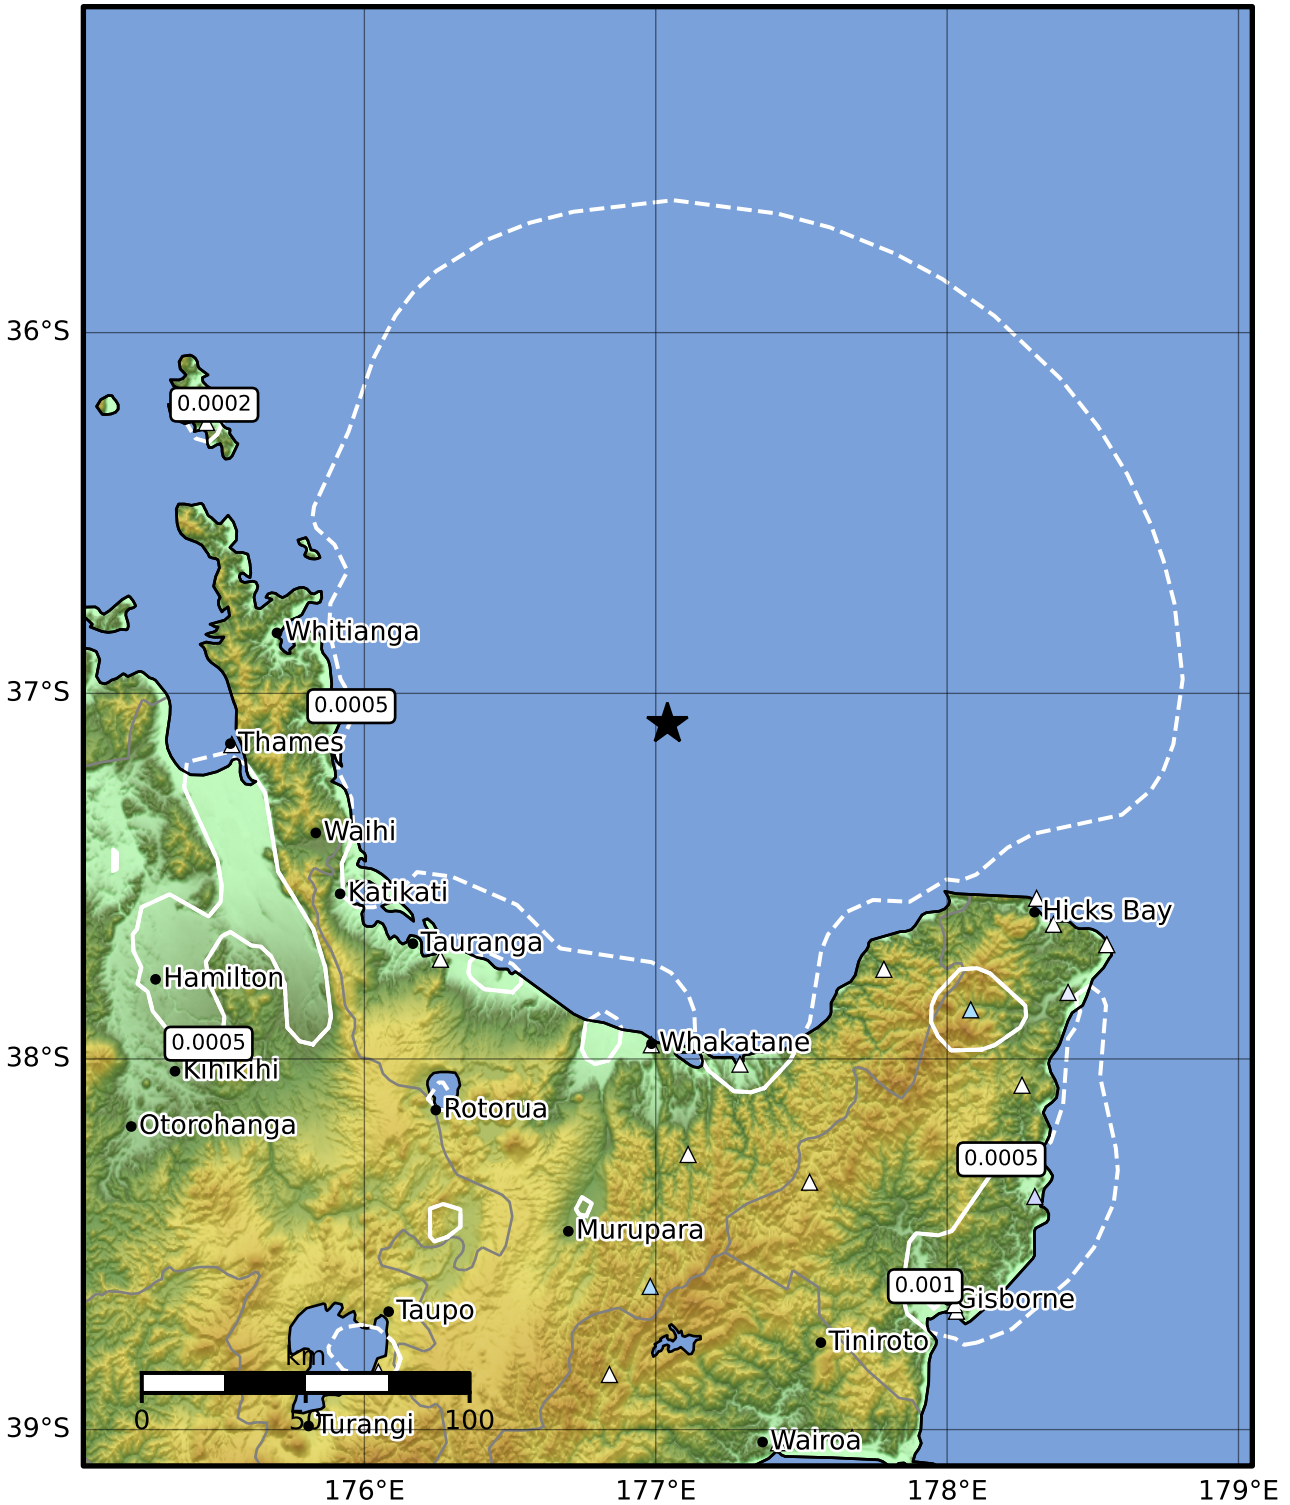 36°S
0.0002
Whitianga
37°S
0.0005
Thames
Waihi
Katikati
Hicks Bay
Tauranga
Hamilton
0.0005
Whakatane
38°S
Kihikihi
Rotorua
Otorohanga
0.0005
Murupara
0.001
Gisborne
Taupo
Tiniroto
km
0
50
100
Turangi
39°S
Wairoa
176°E
177°E
178°E
179°E